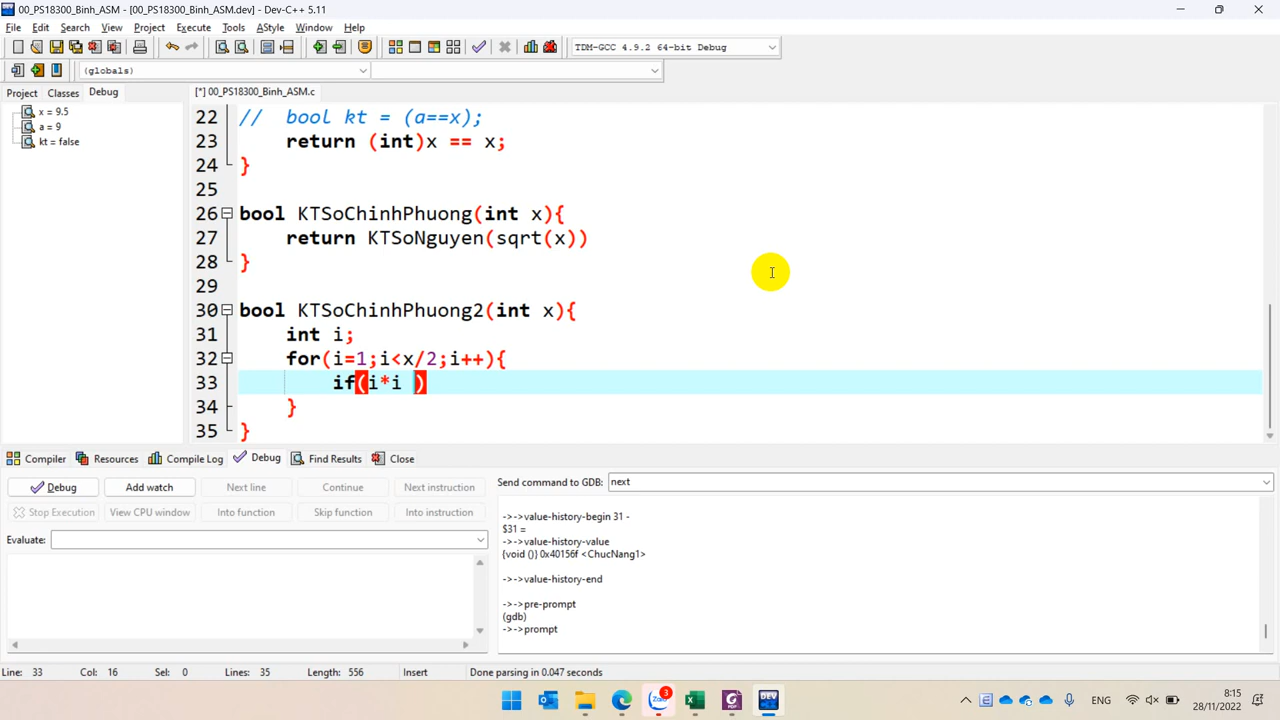 00_PS18300_Binh_ASM - [00_PS18300_Binh_ASM.dev] - Dev-C++ 5.11
File Edit Search View Project Execute Tools AStyle Window Help
TDM-GCC 4.9.2 64-bit Debug
(globals)
Project Classes Debug
[*] 00_PS18300_Binh_ASM.c
x = 9.5
a = 9
kt = false
22 // bool kt = (a==x);
23 return (int)x == x;
24 }
25
26 bool KTSoChinhPhuong(int x){
27 return KTSoNguyen(sqrt(x))
28 }
29
30 bool KTSoChinhPhuong2(int x){
31 int i;
32 for(i=1;i<x/2;i++){
33 if(i*i )
34 }
35 }
Compiler Resources Compile Log Debug Find Results Close
Debug Add watch Next line Continue Next instruction
Stop Execution View CPU window Into function Skip function Into instruction
Evaluate:
Send command to GDB: next
->->value-history-begin 31 -
$31 =
->->value-history-value
{void ()} 0x40156f <ChucNang1>
->->value-history-end
->->pre-prompt
(gdb)
->->prompt
Line: 33 Col: 16 Sel: 0 Lines: 35 Length: 556 Insert Done parsing in 0.047 seconds
3
DEV
ENG
8:15
28/11/2022